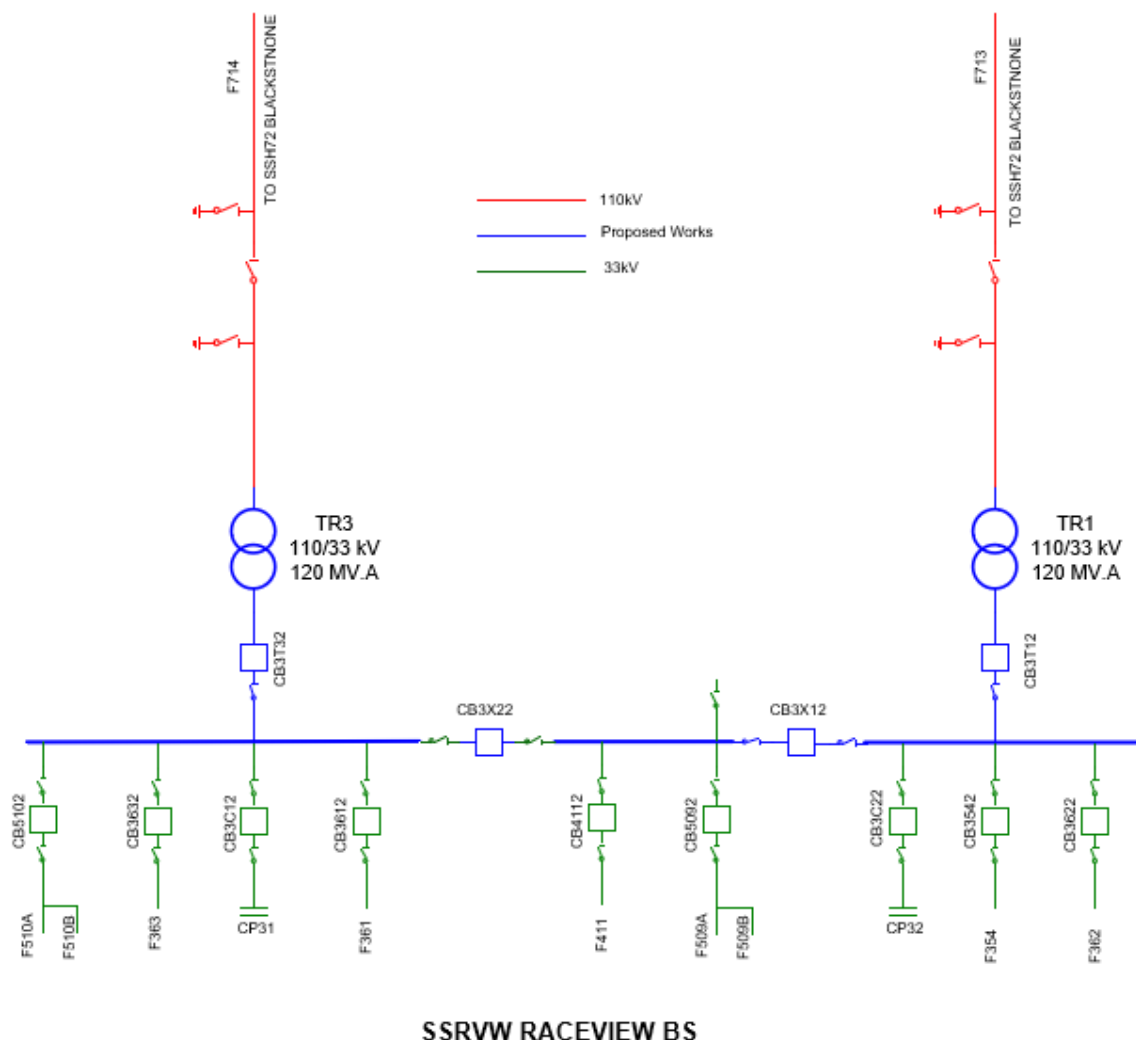 F714
TO SSH72 BLACKSTNONE
F713
TO SSH72 BLACKSTNONE
110kV
Proposed Works
33kV
TR3
110/33 kV
120 MV.A
TR1
110/33 kV
120 MV.A
CB3T32
CB3T12
CB3X22
CB3X12
CB5102
CB3632
CB3C12
CB3612
CB4112
CB5092
CB3C22
CB3542
CB3622
F510A
F510B
F363
CP31
F361
F411
F509A
F509B
CP32
F354
F362
SSRVW RACEVIEW BS